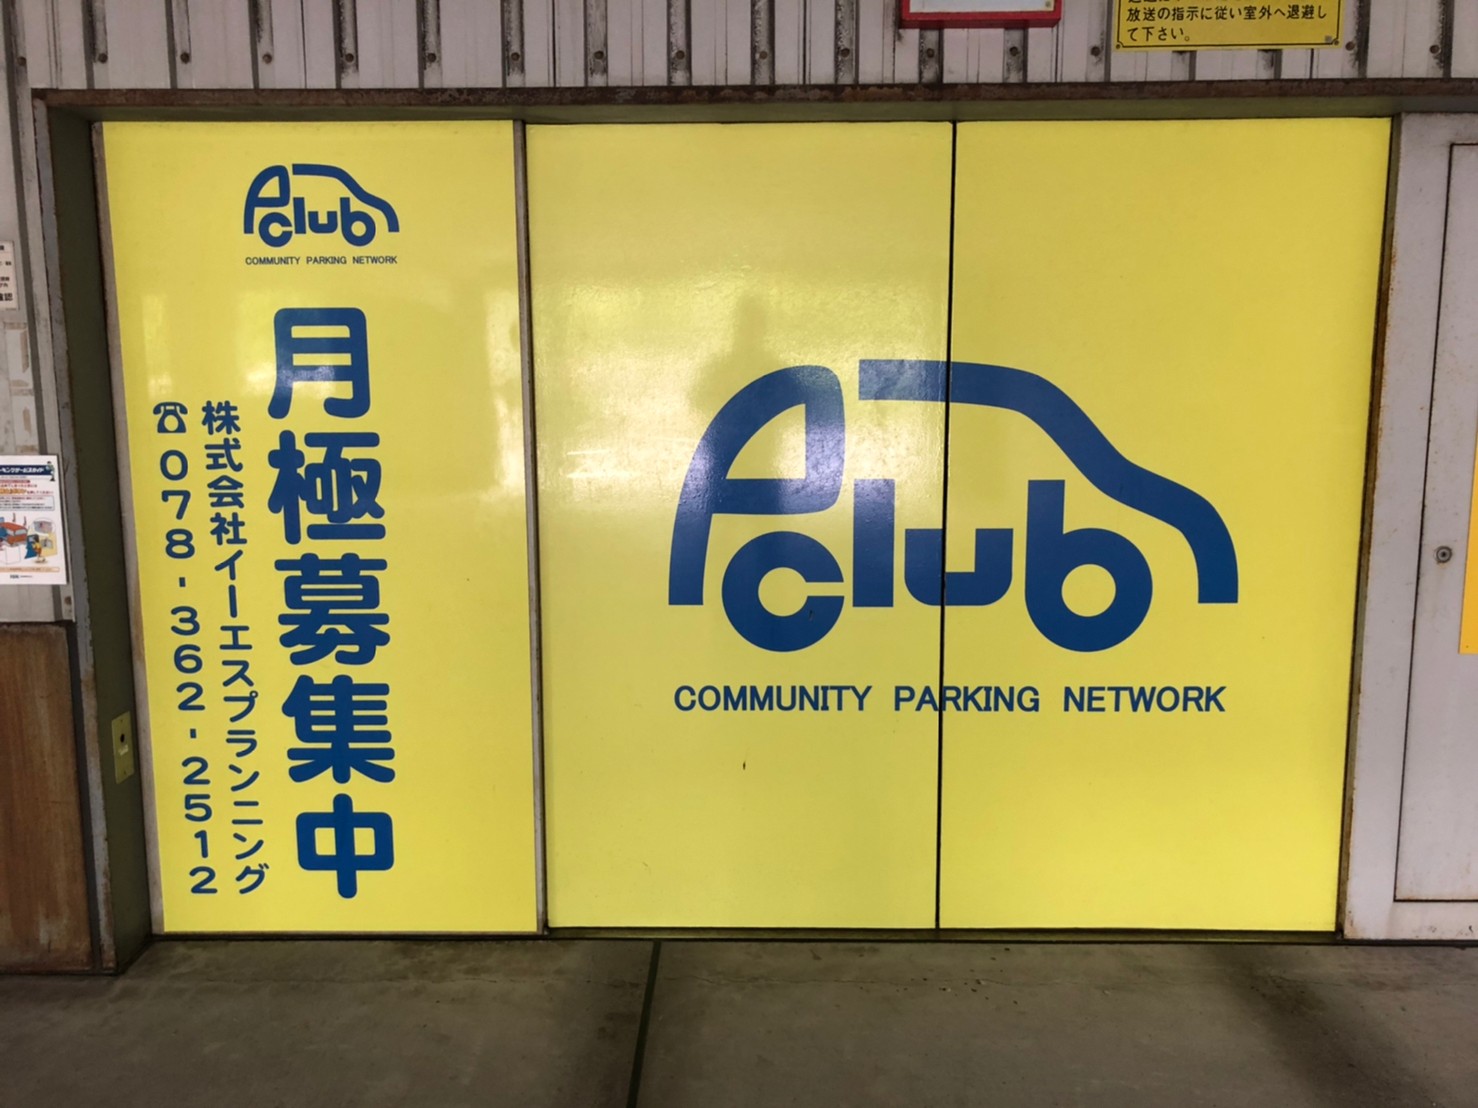 放送の指示に従い室外へ退避し
て下さい。
P club
COMMUNITY PARKING NETWORK
月極募集中
株式会社イーエスプランニング
☎078-362-2512
P club
COMMUNITY PARKING NETWORK